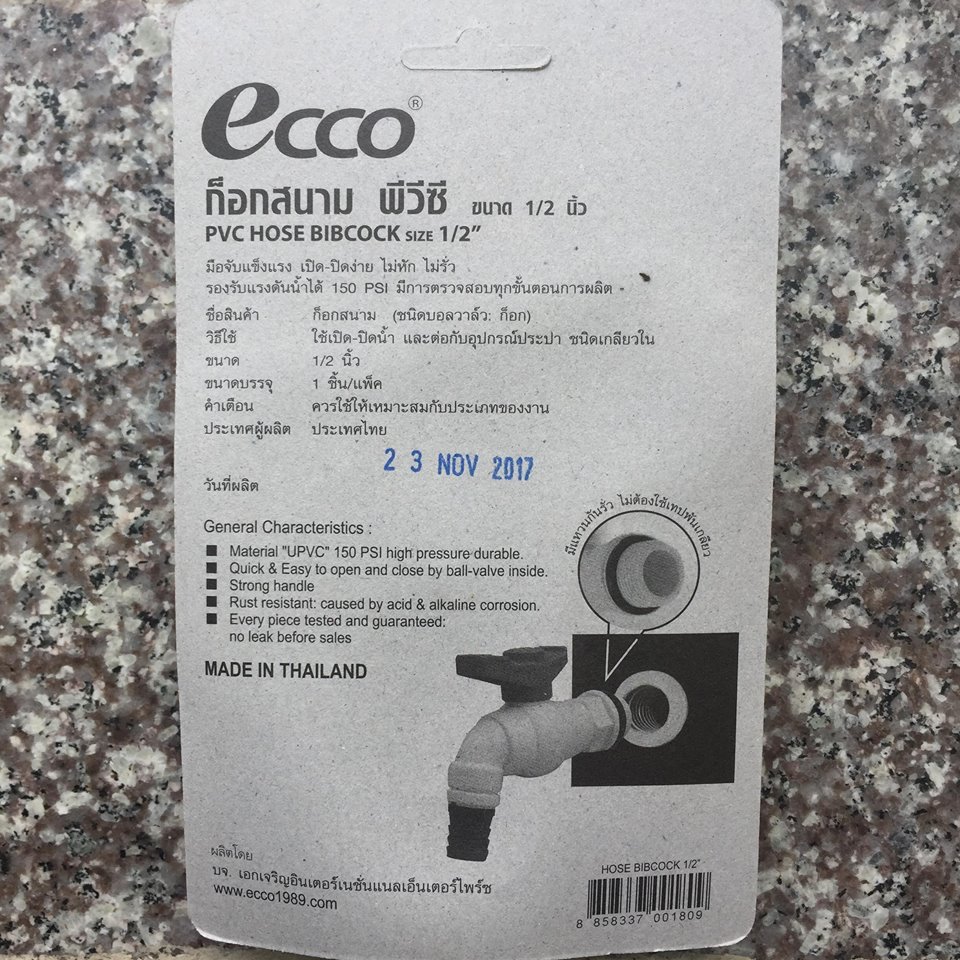 ecco®
ก็อกสนาม พีวีซี ขนาด 1/2 นิ้ว
PVC HOSE BIBCOCK SIZE 1/2"
มือจับแข็งแรง เปิด-ปิดง่าย ไม่หัก ไม่รั่ว
รองรับแรงดันน้ำได้ 150 PSI มีการตรวจสอบทุกขั้นตอนการผลิต
ชื่อสินค้า ก็อกสนาม (ชนิดบอลวาล์ว: ก็อก)
วิธีใช้ ใช้เปิด-ปิดน้ำ และต่อกับอุปกรณ์ประปา ชนิดเกลียวใน
ขนาด 1/2 นิ้ว
ขนาดบรรจุ 1 ชิ้น/แพ็ค
คำเตือน ควรใช้ให้เหมาะสมกับประเภทของงาน
ประเทศผู้ผลิต ประเทศไทย
23 NOV 2017
วันที่ผลิต
General Characteristics :
■ Material "UPVC" 150 PSI high pressure durable.
■ Quick & Easy to open and close by ball-valve inside.
■ Strong handle
■ Rust resistant: caused by acid & alkaline corrosion.
■ Every piece tested and guaranteed:
no leak before sales
มีแหวนกันรั่ว ไม่ต้องใช้เทปพันเกลียว
MADE IN THAILAND
ผลิตโดย
บจ. เอกเจริญอินเตอร์เนชั่นแนลเอ็นเตอร์ไพร์ซ
www.ecco1989.com
HOSE BIBCOCK 1/2"
8 858337 001809